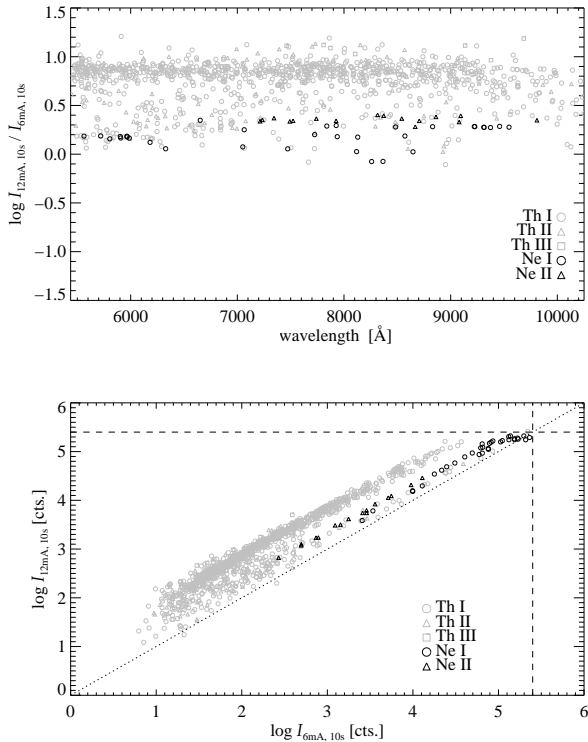 1.5
1.0
0.5
0.0
-0.5
-1.0
-1.5
log I12mA, 10s / I6mA, 10s
Th I
Th II
Th III
Ne I
Ne II
6000 7000 8000 9000 10000
wavelength [Å]
6
5
4
3
2
1
0
log I12mA, 10s [cts.]
Th I
Th II
Th III
Ne I
Ne II
0 1 2 3 4 5 6
log I6mA, 10s [cts.]